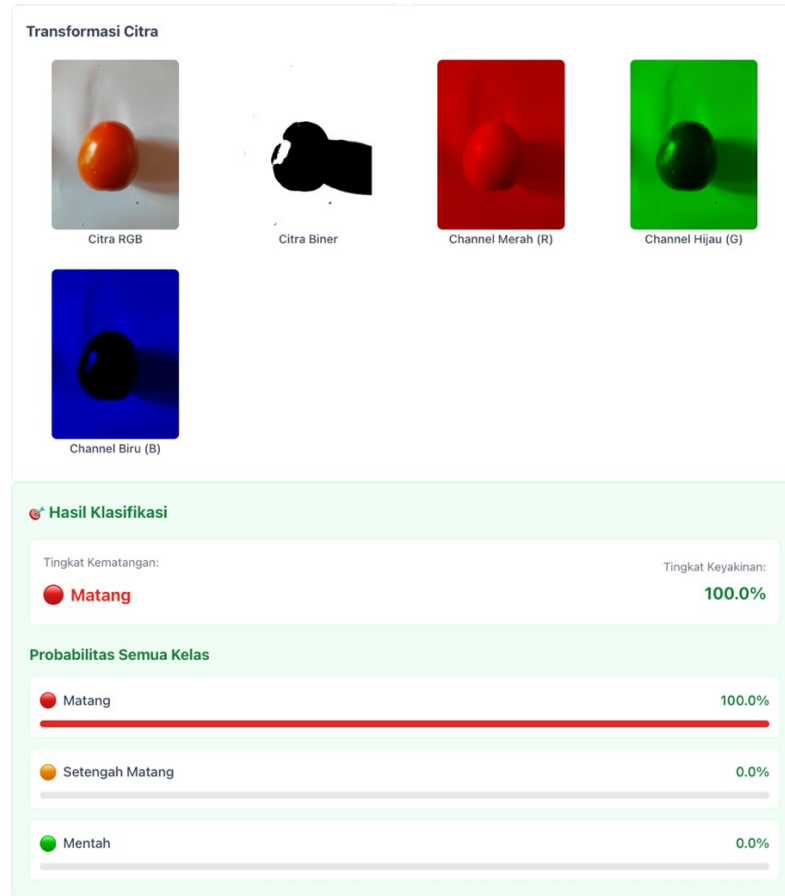 Transformasi Citra
Citra RGB
Citra Biner
Channel Merah (R)
Channel Hijau (G)
Channel Biru (B)
Hasil Klasifikasi
Tingkat Kematangan:
Matang
Tingkat Keyakinan:
100.0%
Probabilitas Semua Kelas
Matang 100.0%
Setengah Matang 0.0%
Mentah 0.0%